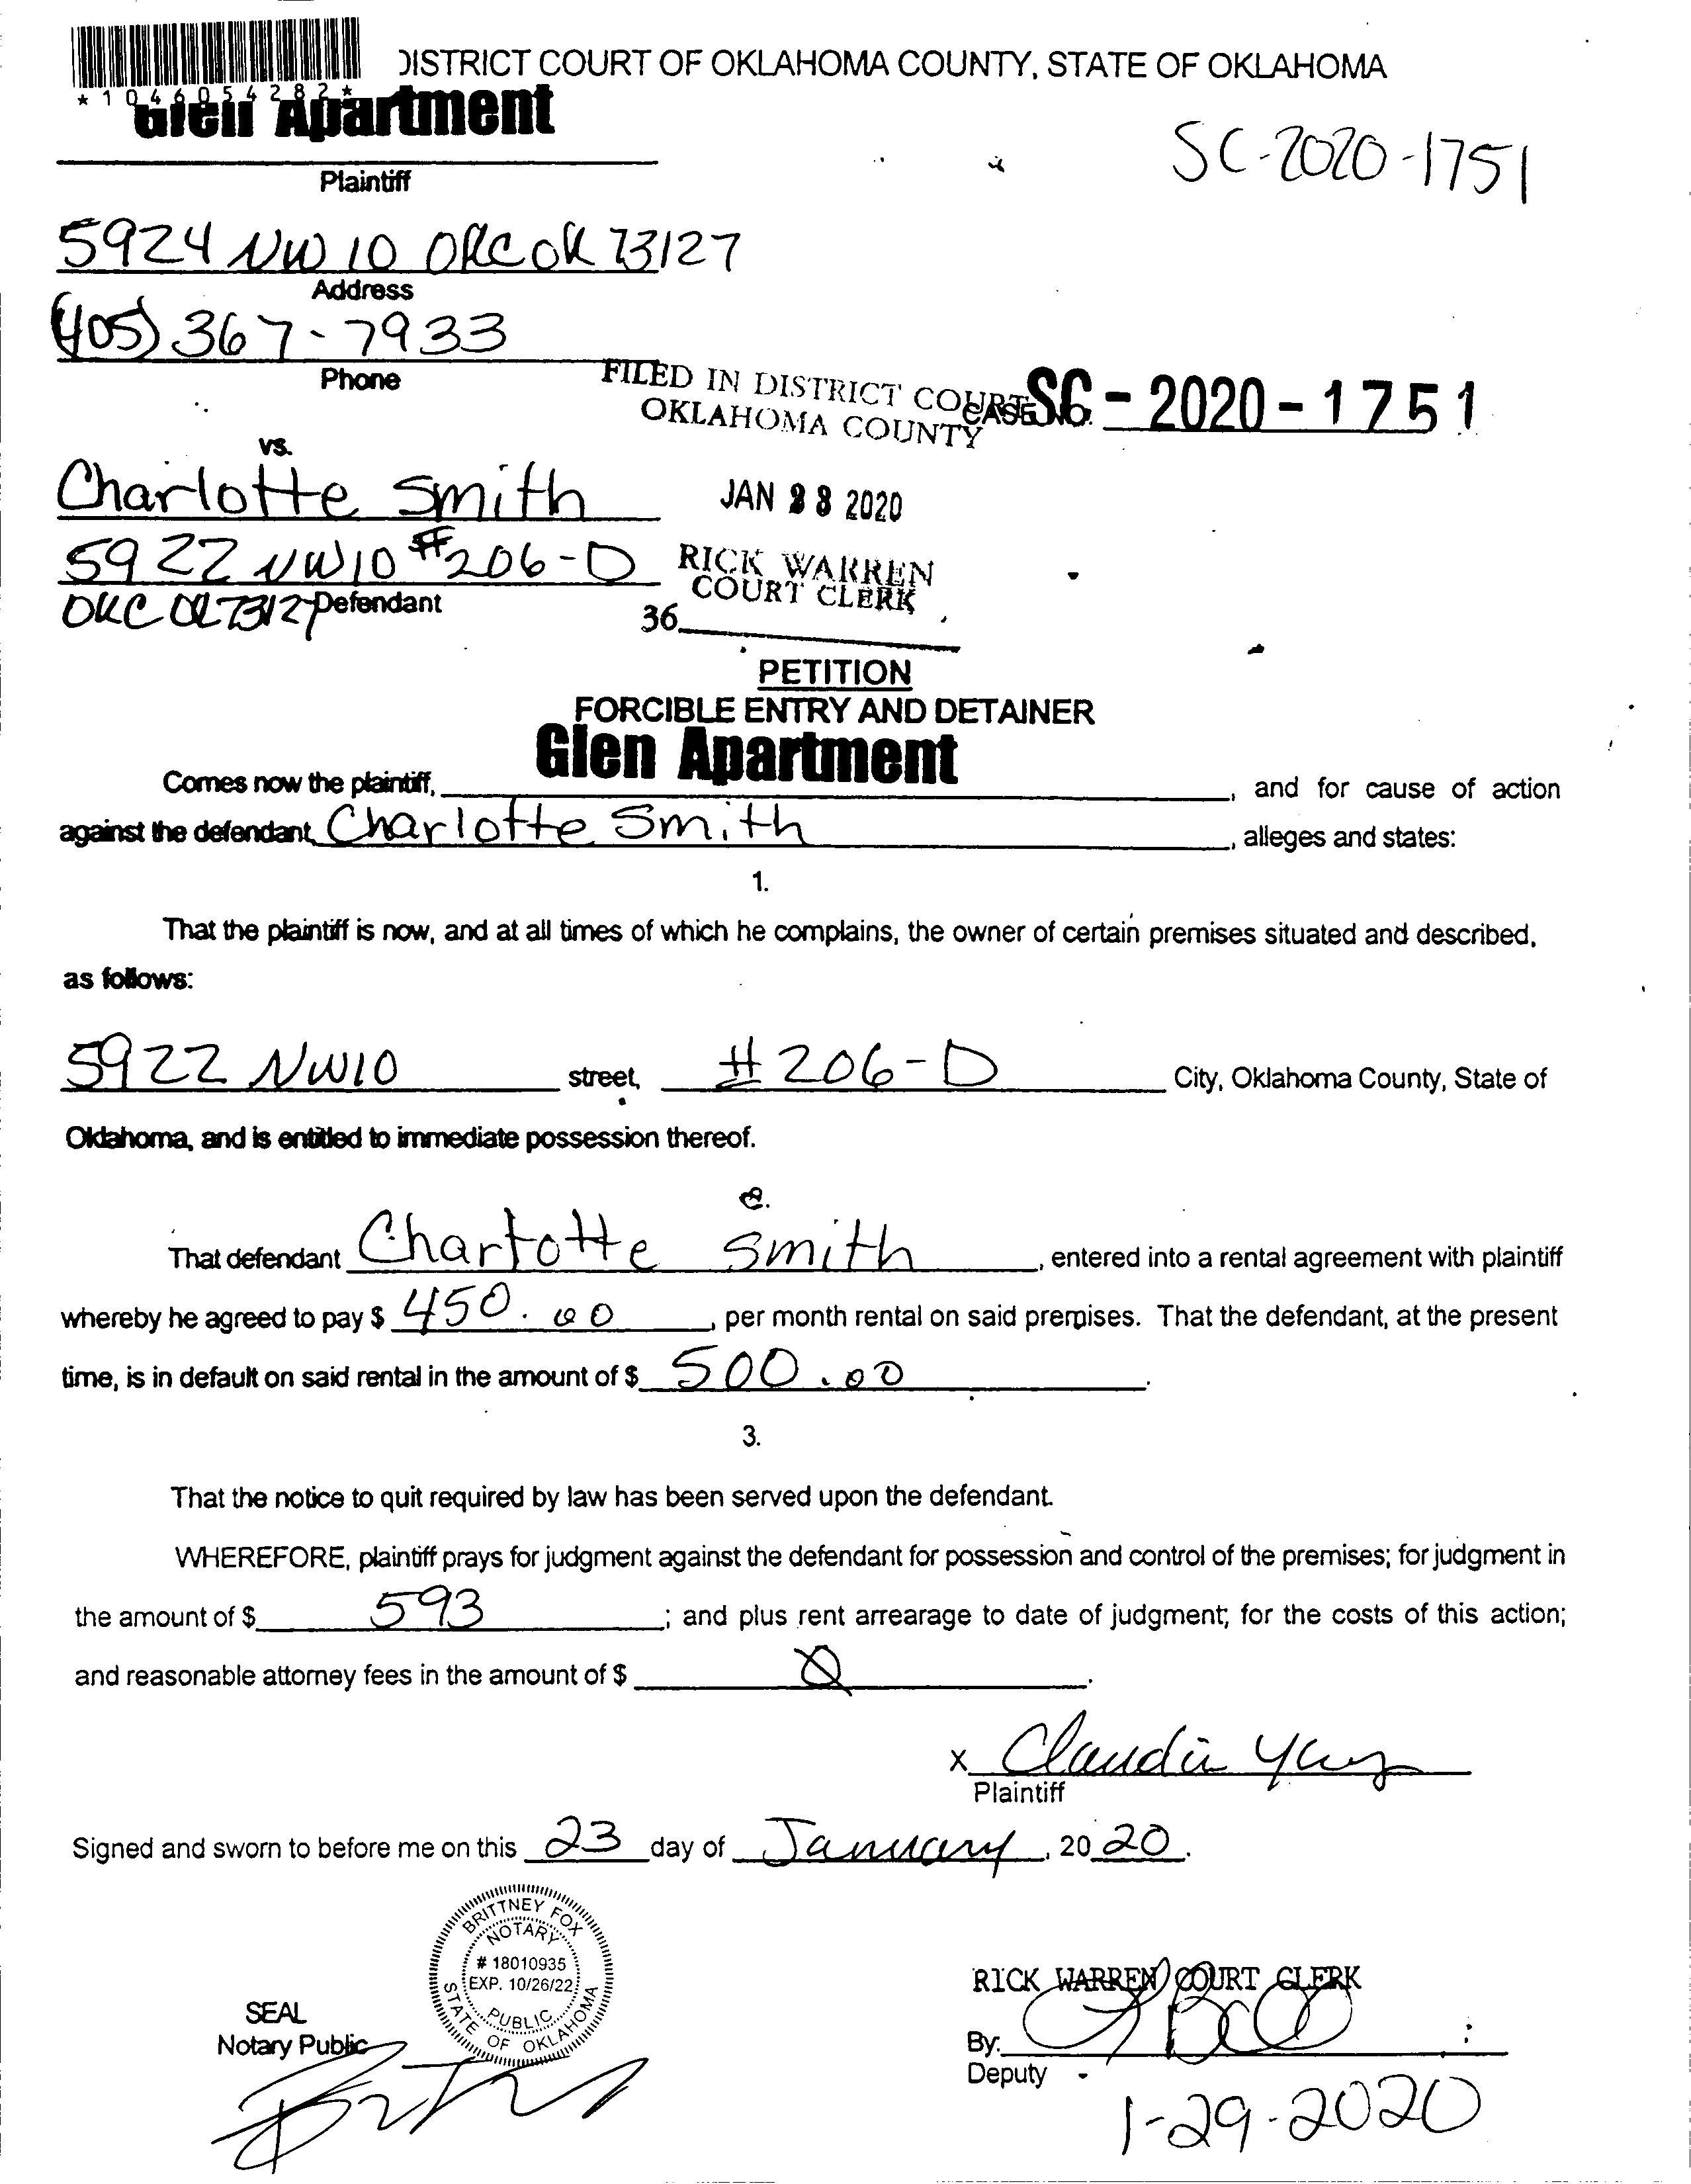 DISTRICT COURT OF OKLAHOMA COUNTY, STATE OF OKLAHOMA
*1046054282*
Glen Apartment
SC-2020-1751
Plaintiff
5924 NW 10 OKC OK 73127
Address
(405) 367-7933
Phone
FILED IN DISTRICT COURT
OKLAHOMA COUNTY
CASE NO. SC - 2020 - 1751
vs.
Charlotte Smith
JAN 2020
5922 NW10 #206-D
RICK WARREN
COURT CLERK
OKC OK 73127 Defendant
36
PETITION
FORCIBLE ENTRY AND DETAINER
Comes now the plaintiff, Glen Apartment, and for cause of action
against the defendant, Charlotte Smith, alleges and states:
1.
That the plaintiff is now, and at all times of which he complains, the owner of certain premises situated and described,
as follows:
5922 NW10 street, #206-D City, Oklahoma County, State of
Oklahoma, and is entitled to immediate possession thereof.
That defendant Charlotte Smith, entered into a rental agreement with plaintiff
whereby he agreed to pay $ 450.00, per month rental on said premises. That the defendant, at the present
time, is in default on said rental in the amount of $ 500.00.
3.
That the notice to quit required by law has been served upon the defendant.
WHEREFORE, plaintiff prays for judgment against the defendant for possession and control of the premises; for judgment in
the amount of $ 593; and plus rent arrearage to date of judgment; for the costs of this action;
and reasonable attorney fees in the amount of $ .
x Claudia
Plaintiff
Signed and sworn to before me on this 23 day of January, 2020.
BRITTNEY FOX
NOTARY
# 18010935
EXP. 10/26/22
PUBLIC
STATE OF OKLAHOMA
SEAL
Notary Public
RICK WARREN COURT CLERK
By:
Deputy
1-29-2020